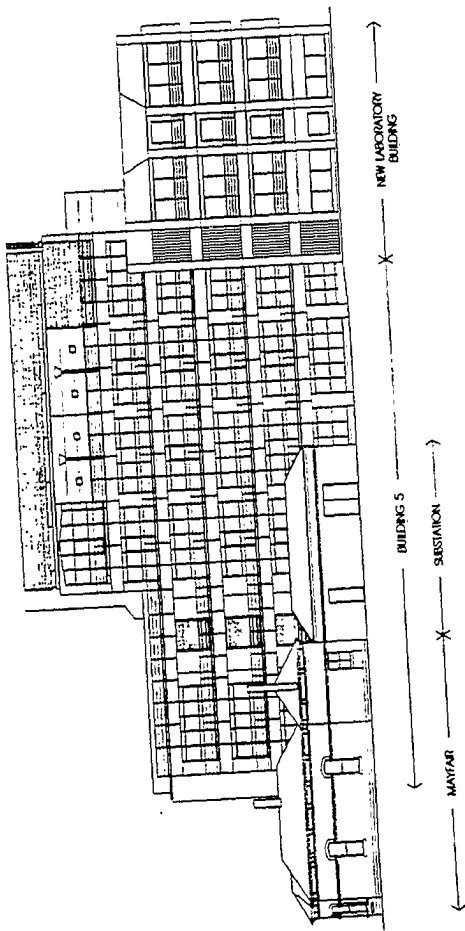 NEW LABORATORY
BUILDING
BUILDING 5
SUBSTATION
MAYFAIR